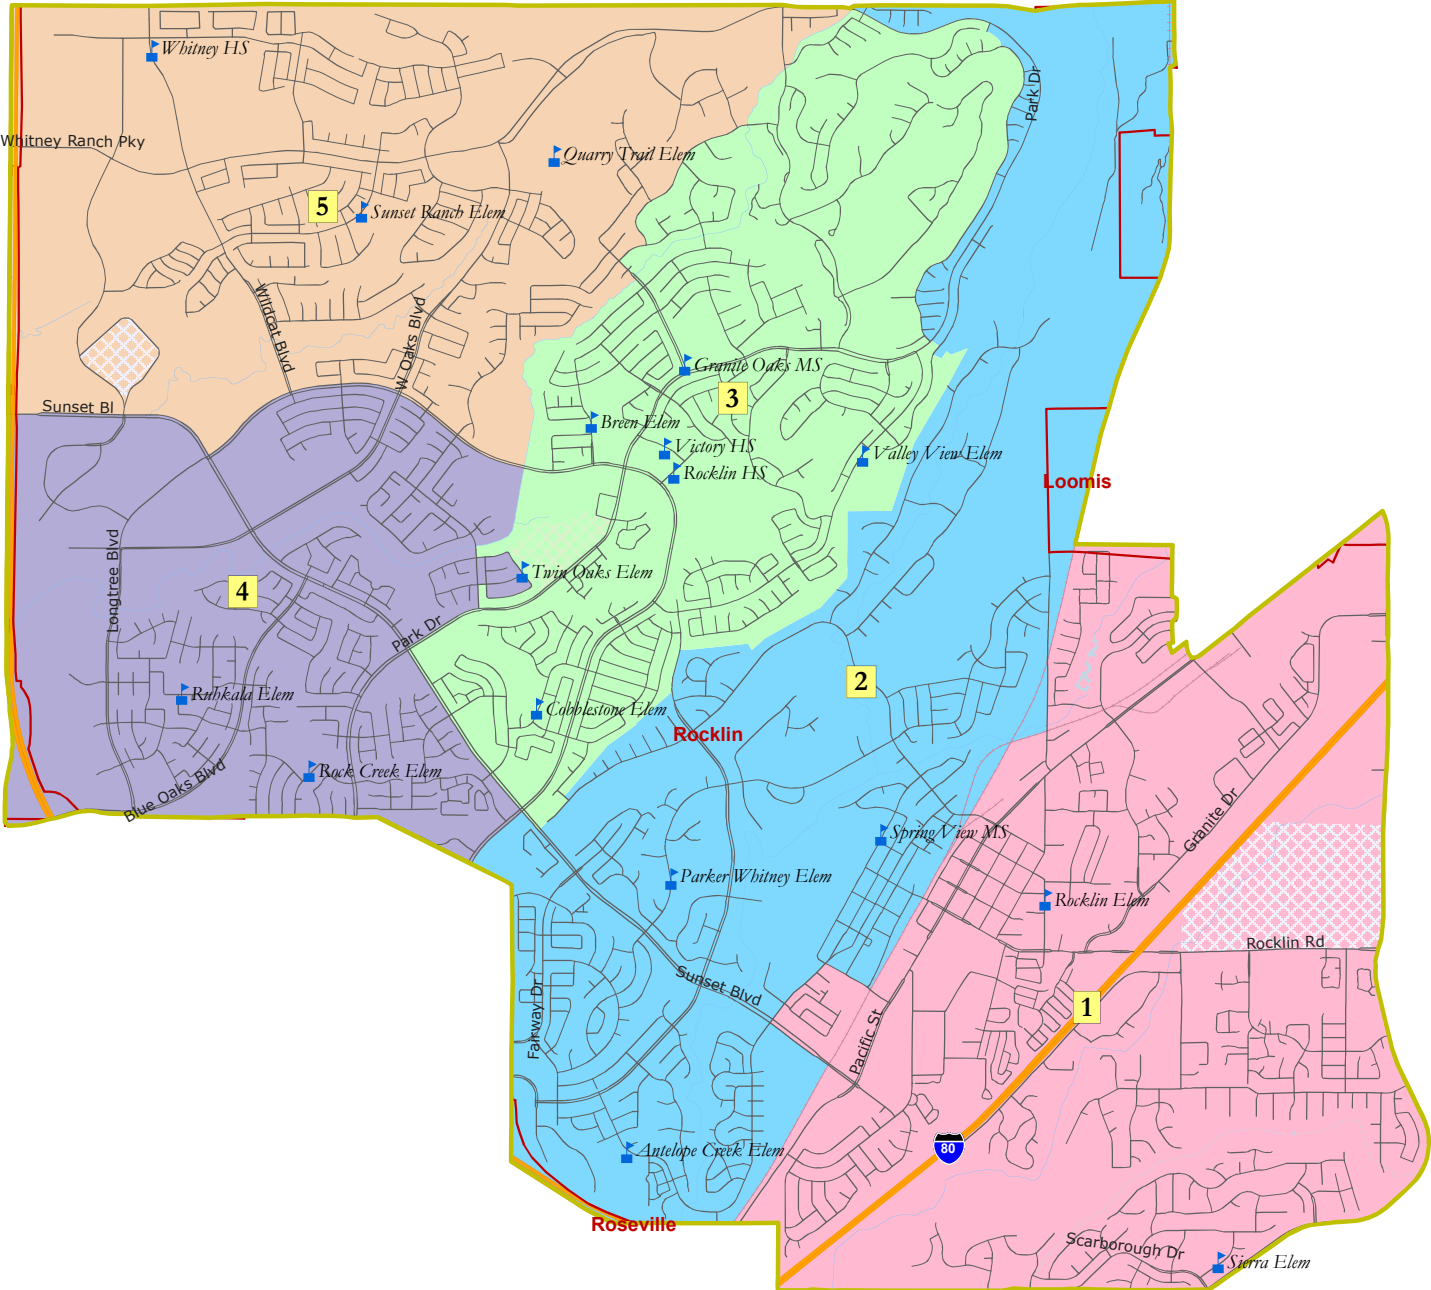 Whitney HS
Park Dr
Whitney Ranch Pky
Quarry Trail Elem
5
Sunset Ranch Elem
Wildcat Blvd
W Oaks Blvd
Granite Oaks MS
3
Sunset Bl
Breen Elem
Victory HS
Valley View Elem
Rocklin HS
Loomis
Longtree Blvd
Twin Oaks Elem
4
Park Dr
2
Ruhkala Elem
Cobblestone Elem
Rocklin
Rock Creek Elem
Blue Oaks Blvd
Granite Dr
Spring View MS
Parker Whitney Elem
Rocklin Elem
Rocklin Rd
Sunset Blvd
Fairway Dr
1
Pacific St
80
Antelope Creek Elem
Roseville
Scarborough Dr
Sierra Elem